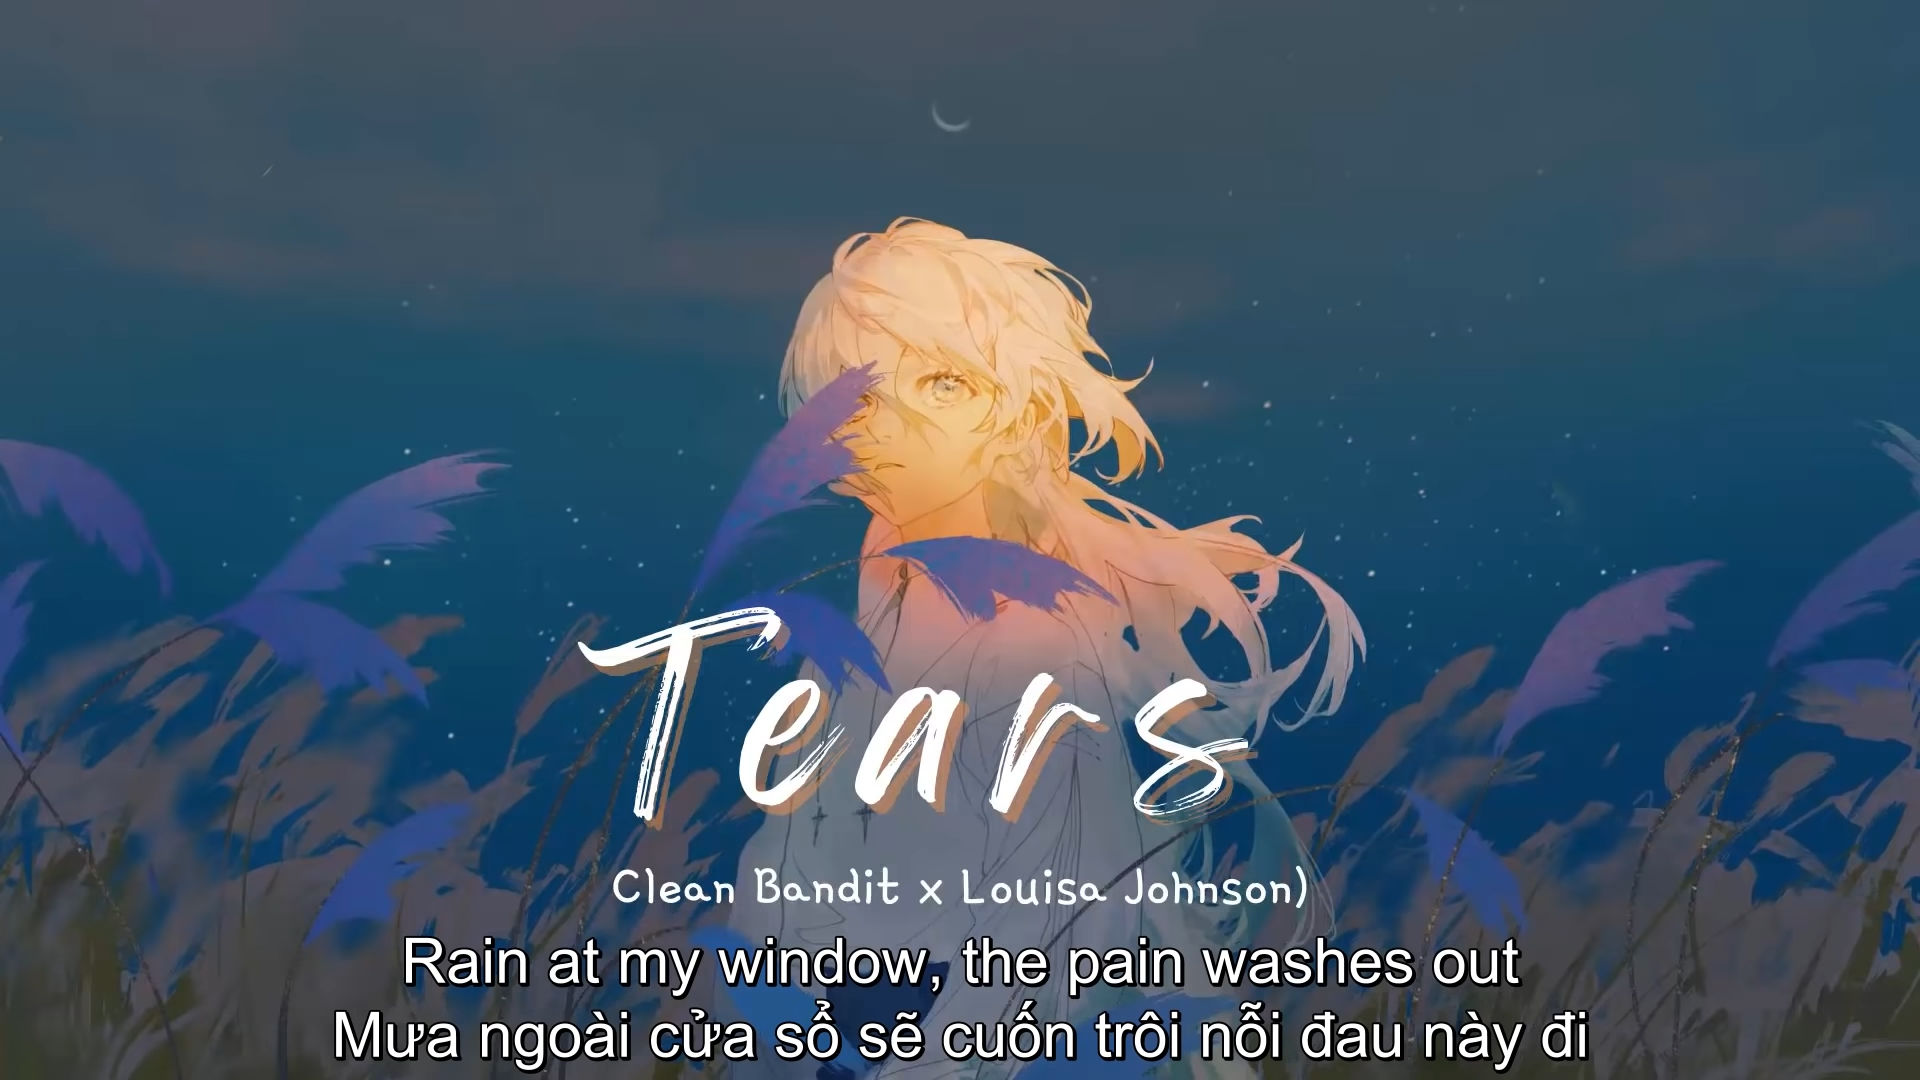 Tears
Clean Bandit x Louisa Johnson)
Rain at my window, the pain washes out
Mưa ngoài cửa sổ sẽ cuốn trôi nỗi đau này đi